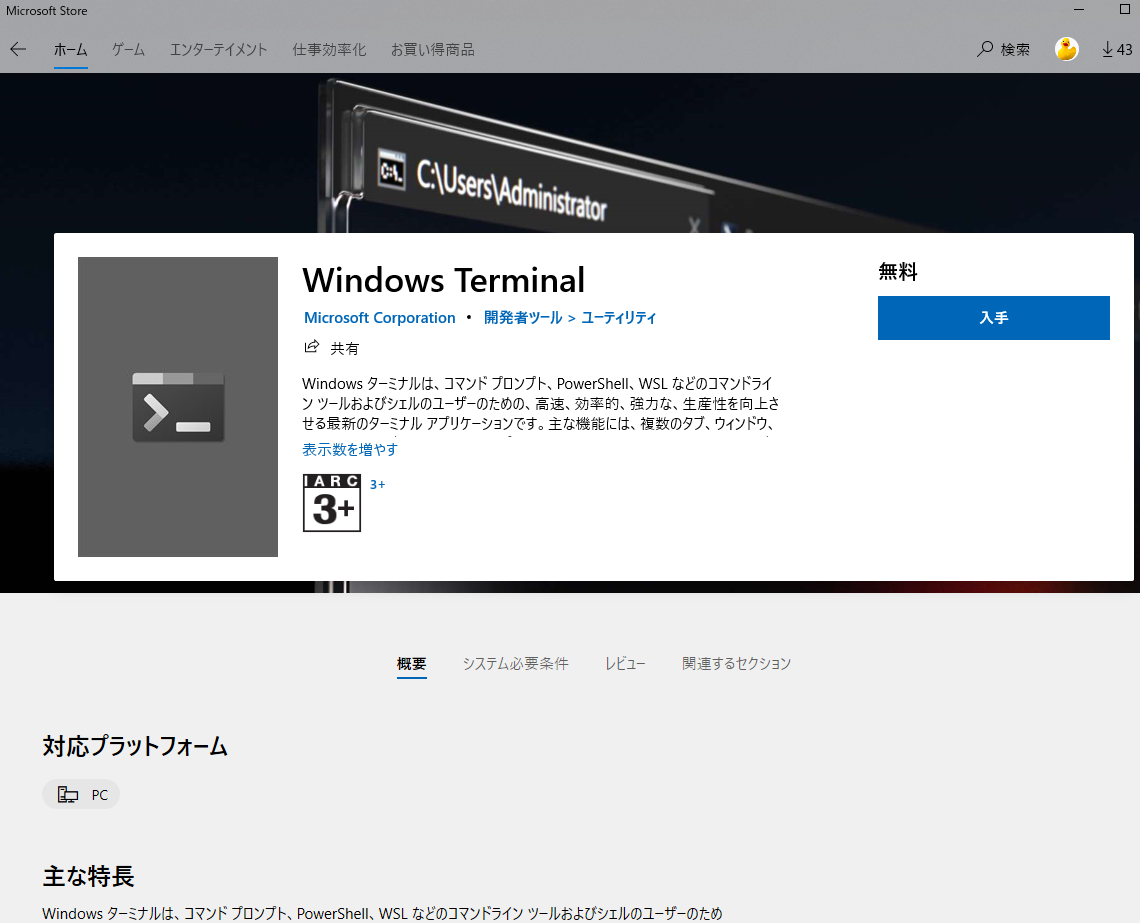 Microsoft Store
ホーム ゲーム エンターテイメント 仕事効率化 お買い得商品 検索 43
C:\Users\Administrator
Windows Terminal
無料
Microsoft Corporation • 開発者ツール > ユーティリティ
入手
共有
Windows ターミナルは、コマンド プロンプト、PowerShell、WSL などのコマンドライ
ン ツールおよびシェルのユーザーのための、高速、効率的、強力な、生産性を向上さ
せる最新のターミナル アプリケーションです。主な機能には、複数のタブ、ウィンドウ、
表示数を増やす
IARC
3+
3+
概要 システム必要条件 レビュー 関連するセクション
対応プラットフォーム
PC
主な特長
Windows ターミナルは、コマンド プロンプト、PowerShell、WSL などのコマンドライン ツールおよびシェルのユーザーのため